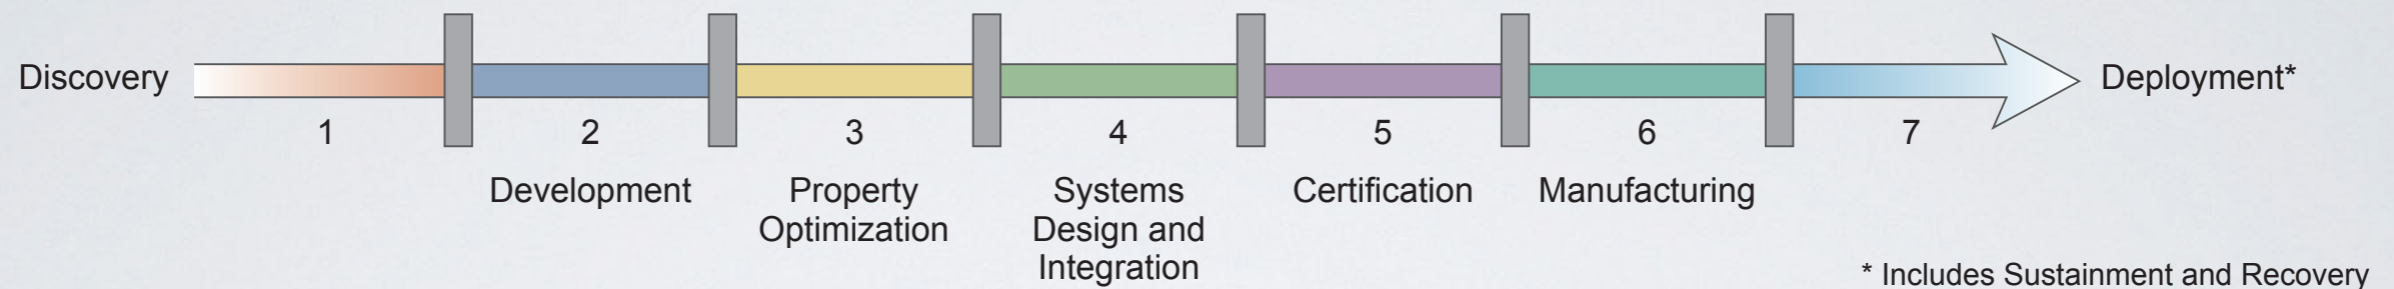 Discovery
Deployment*
1
2
3
4
5
6
7
Development
Property
Optimization
Systems
Design and
Integration
Certification
Manufacturing
* Includes Sustainment and Recovery